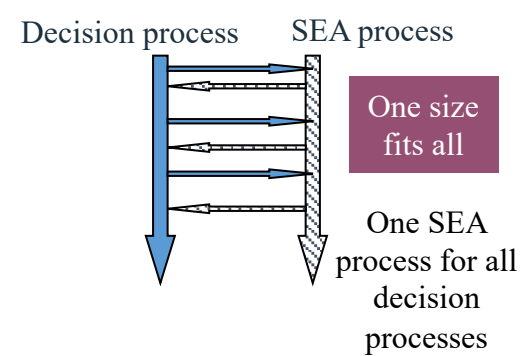 Decision process
SEA process
One size
fits all
One SEA
process for all
decision
processes